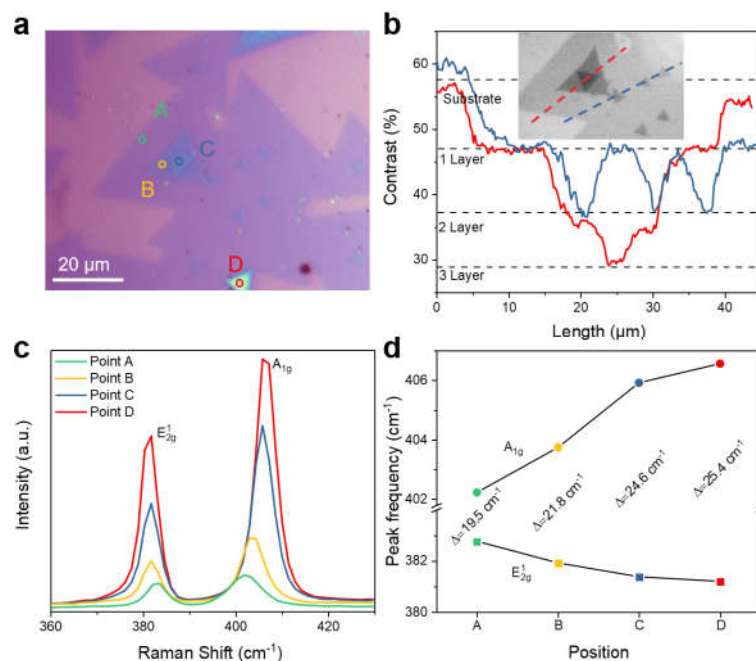 a
A
C
B
D
20 µm
b
Contrast (%)
60
50
40
30
Substrate
1 Layer
2 Layer
3 Layer
0
10
20
30
40
Length (µm)
c
Point A
Point B
Point C
Point D
E¹2g
A1g
Intensity (a.u.)
360
380
400
420
Raman Shift (cm⁻¹)
d
Peak frequency (cm⁻¹)
406
404
402
382
380
A1g
Δ=19.5 cm⁻¹
Δ=21.8 cm⁻¹
Δ=24.6 cm⁻¹
Δ=25.4 cm⁻¹
E¹2g
A
B
C
D
Position